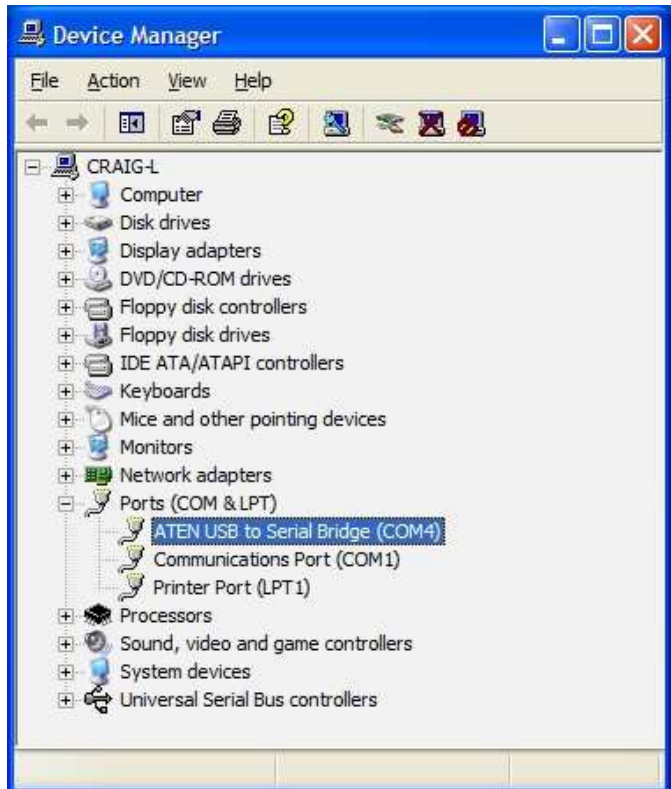 Device Manager
File Action View Help
CRAIG-L
Computer
Disk drives
Display adapters
DVD/CD-ROM drives
Floppy disk controllers
Floppy disk drives
IDE ATA/ATAPI controllers
Keyboards
Mice and other pointing devices
Monitors
Network adapters
Ports (COM & LPT)
ATEN USB to Serial Bridge (COM4)
Communications Port (COM1)
Printer Port (LPT1)
Processors
Sound, video and game controllers
System devices
Universal Serial Bus controllers